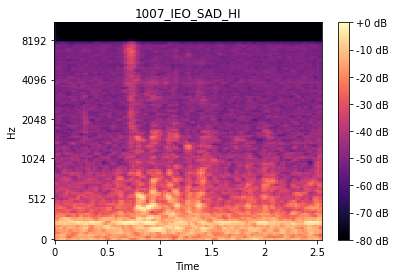 1007_IEO_SAD_HI
8192
4096
2048
1024
512
0
Hz
0
0.5
1
1.5
2
2.5
Time
+0 dB
-10 dB
-20 dB
-30 dB
-40 dB
-50 dB
-60 dB
-70 dB
-80 dB